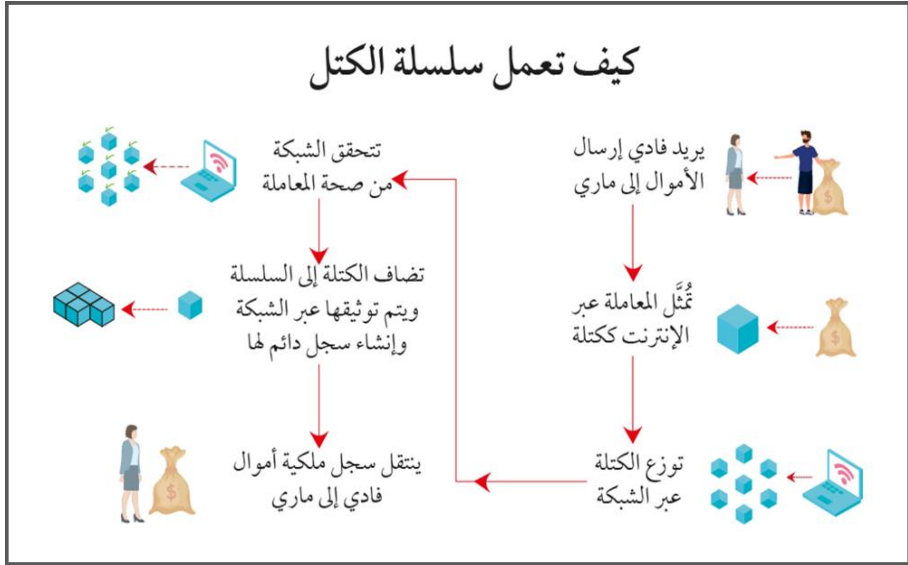 كيف تعمل سلسلة الكتل
يريد فادي إرسال
الأموال إلى ماري
تُمثَّل المعاملة عبر
الإنترنت ككتلة
توزع الكتلة
عبر الشبكة
تتحقق الشبكة
من صحة المعاملة
تضاف الكتلة إلى السلسلة
ويتم توثيقها عبر الشبكة
وإنشاء سجل دائم لها
ينتقل سجل ملكية أموال
فادي إلى ماري
$
$
$